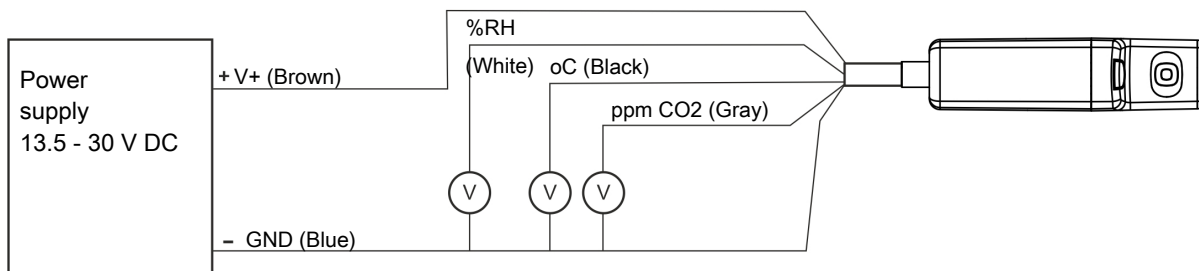 %RH
(White)
oC (Black)
Power
supply
13.5 - 30 V DC
+ V+ (Brown)
ppm CO2 (Gray)
V
V
V
- GND (Blue)